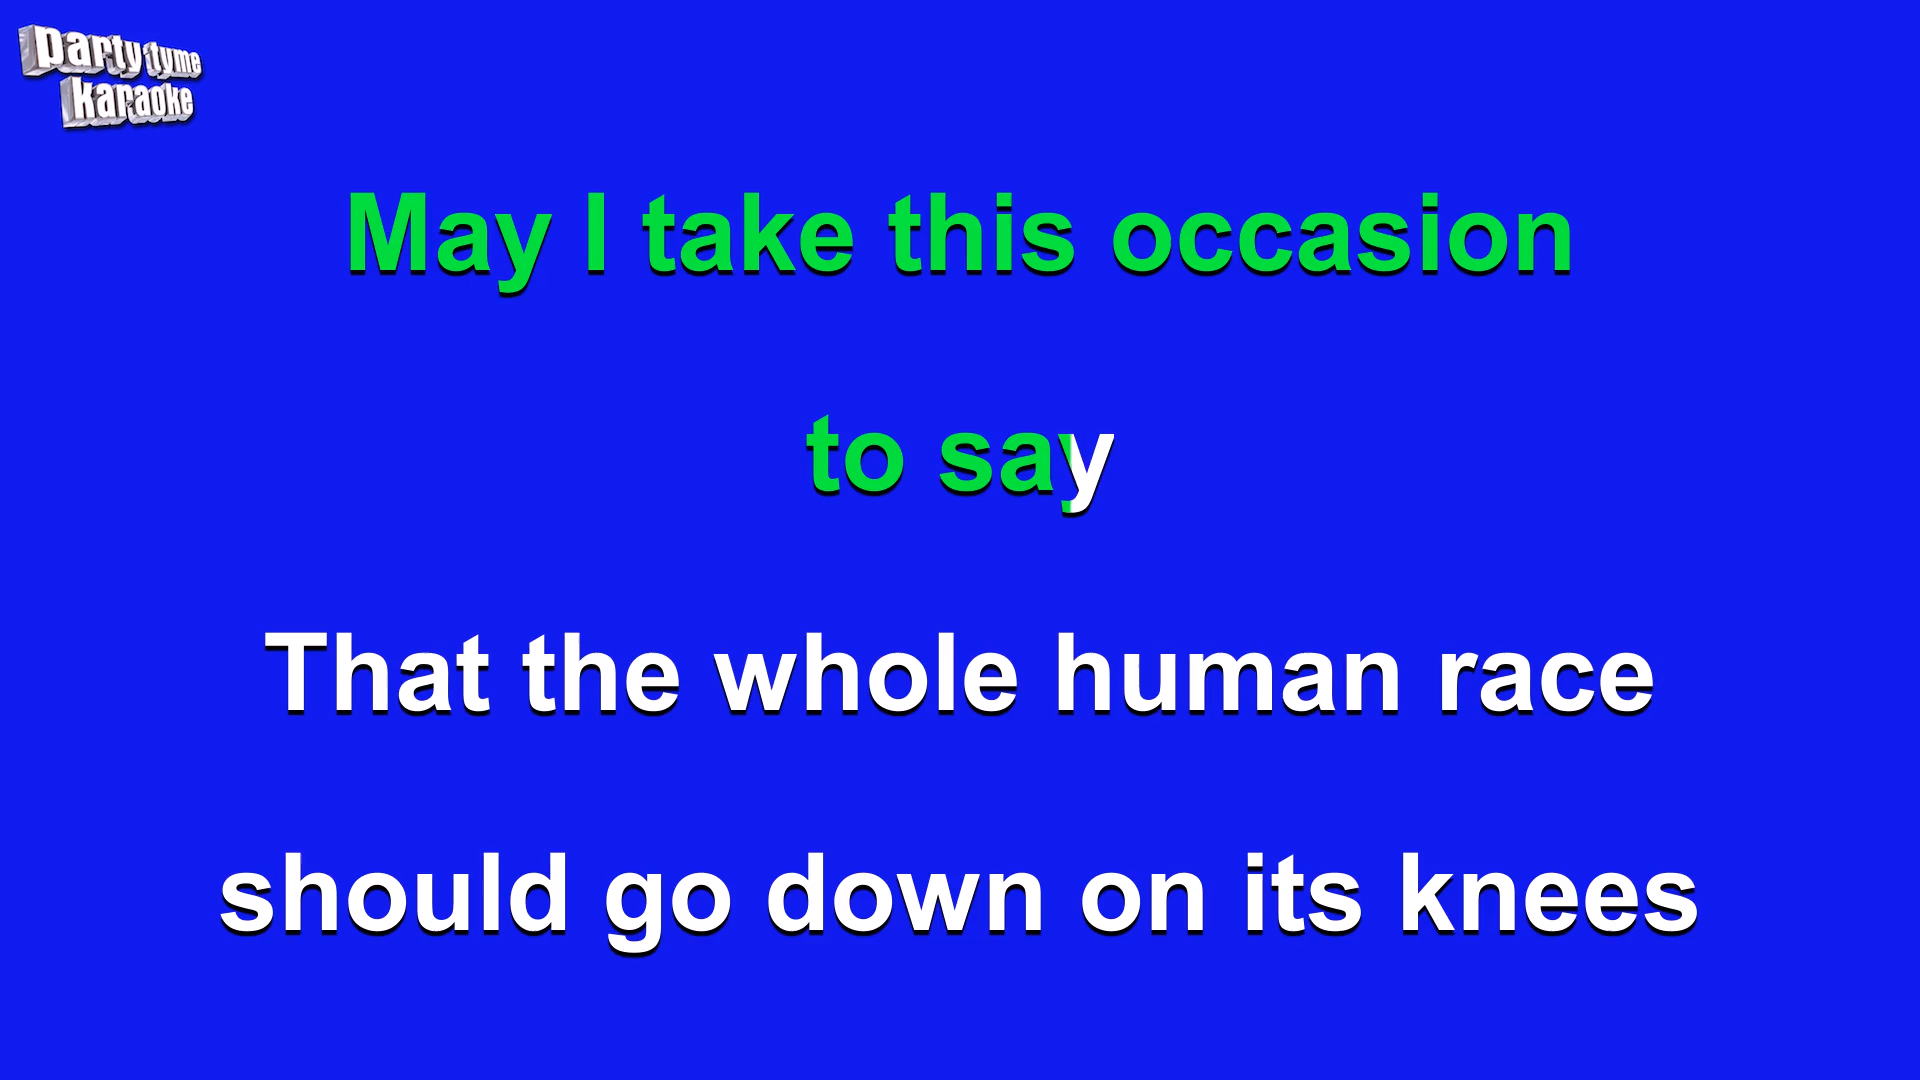 party tyme
karaoke
May I take this occasion
to say
That the whole human race
should go down on its knees